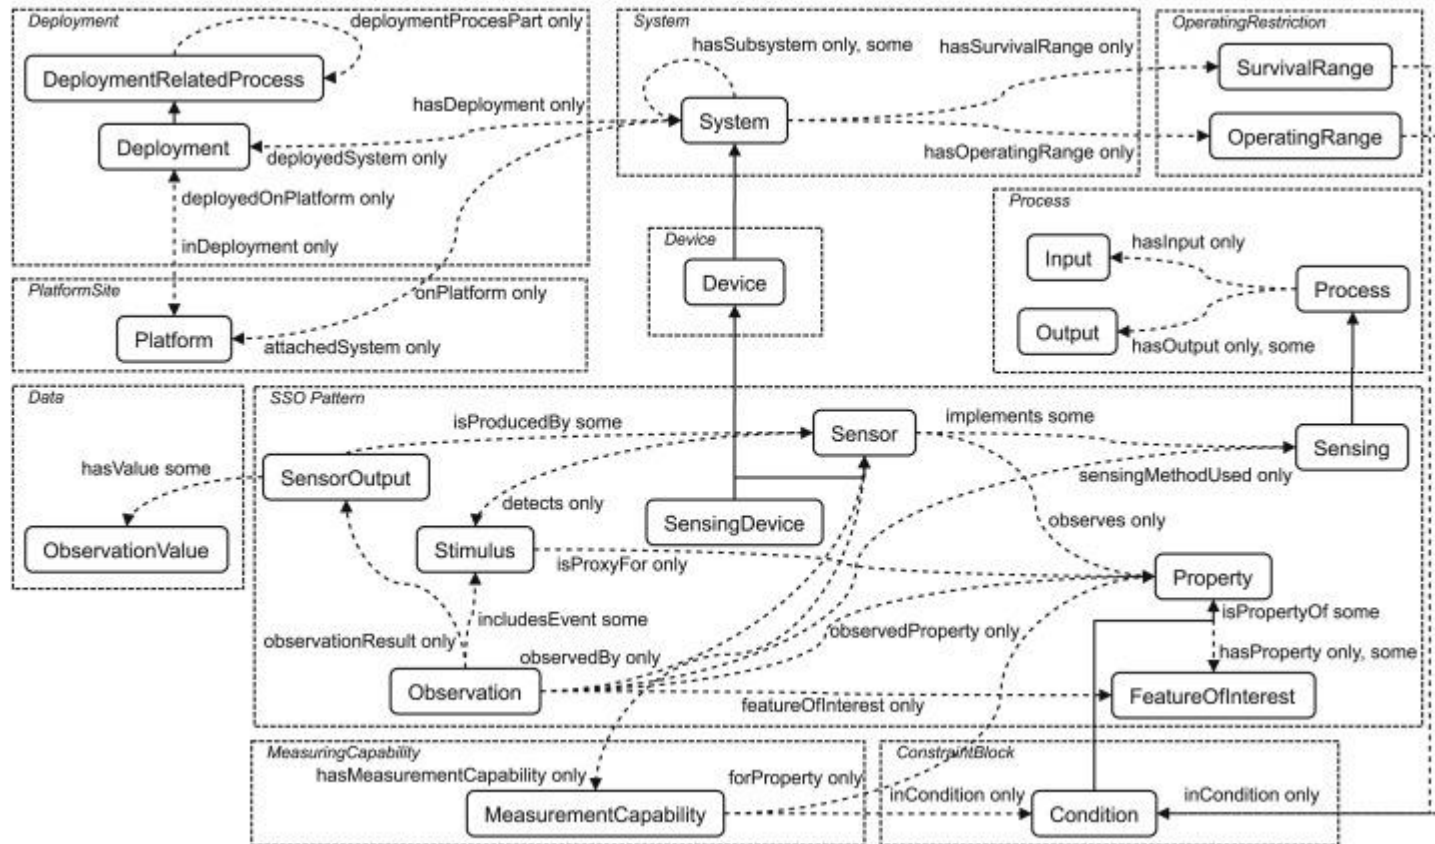 Deployment
deploymentProcesPart only
DeploymentRelatedProcess
hasDeployment only
Deployment
deployedSystem only
deployedOnPlatform only
inDeployment only
System
hasSubsystem only, some
hasSurvivalRange only
System
hasOperatingRange only
OperatingRestriction
SurvivalRange
OperatingRange
PlatformSite
onPlatform only
Platform
attachedSystem only
Device
Device
Process
hasInput only
Input
Process
Output
hasOutput only, some
Data
hasValue some
ObservationValue
SSO Pattern
isProducedBy some
Sensor
implements some
Sensing
SensorOutput
sensingMethodUsed only
detects only
SensingDevice
observes only
Stimulus
isProxyFor only
Property
isPropertyOf some
includesEvent some
observationResult only
observedProperty only
observedBy only
hasProperty only, some
Observation
FeatureOfInterest
featureOfInterest only
MeasuringCapability
hasMeasurementCapability only
forProperty only
MeasurementCapability
ConstraintBlock
inCondition only
inCondition only
Condition